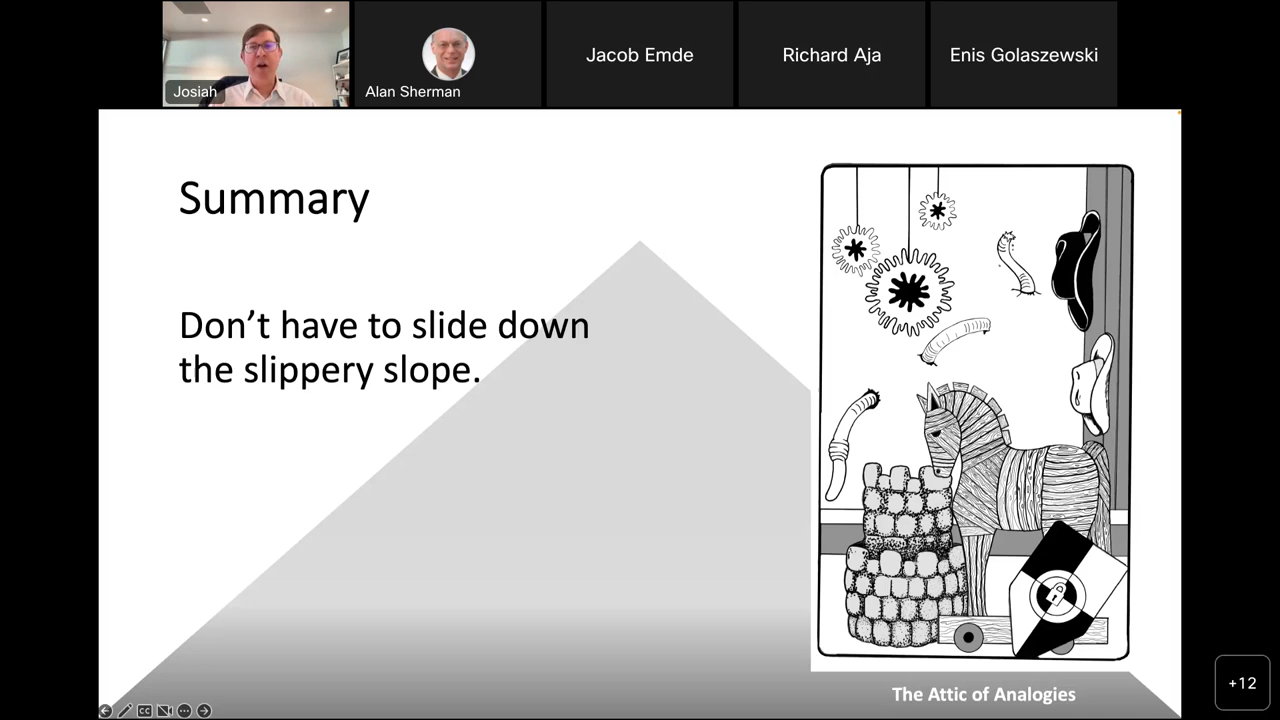 Josiah
Alan Sherman
Jacob Emde
Richard Aja
Enis Golaszewski
Summary
Don’t have to slide down
the slippery slope.
The Attic of Analogies
CC
+12